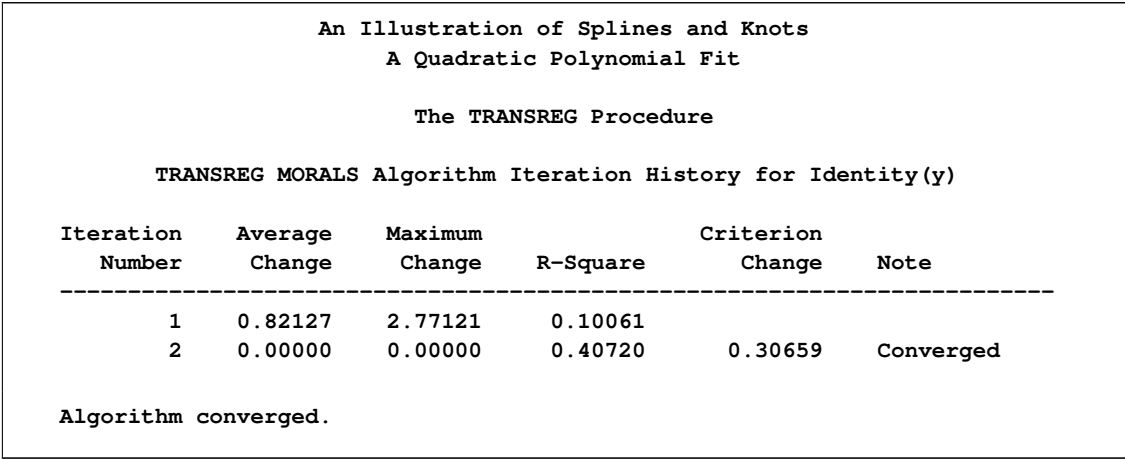 An Illustration of Splines and Knots
A Quadratic Polynomial Fit
The TRANSREG Procedure
TRANSREG MORALS Algorithm Iteration History for Identity(y)
Iteration Average Maximum Criterion
Number Change Change R-Square Change Note
1 0.82127 2.77121 0.10061
2 0.00000 0.00000 0.40720 0.30659 Converged
Algorithm converged.